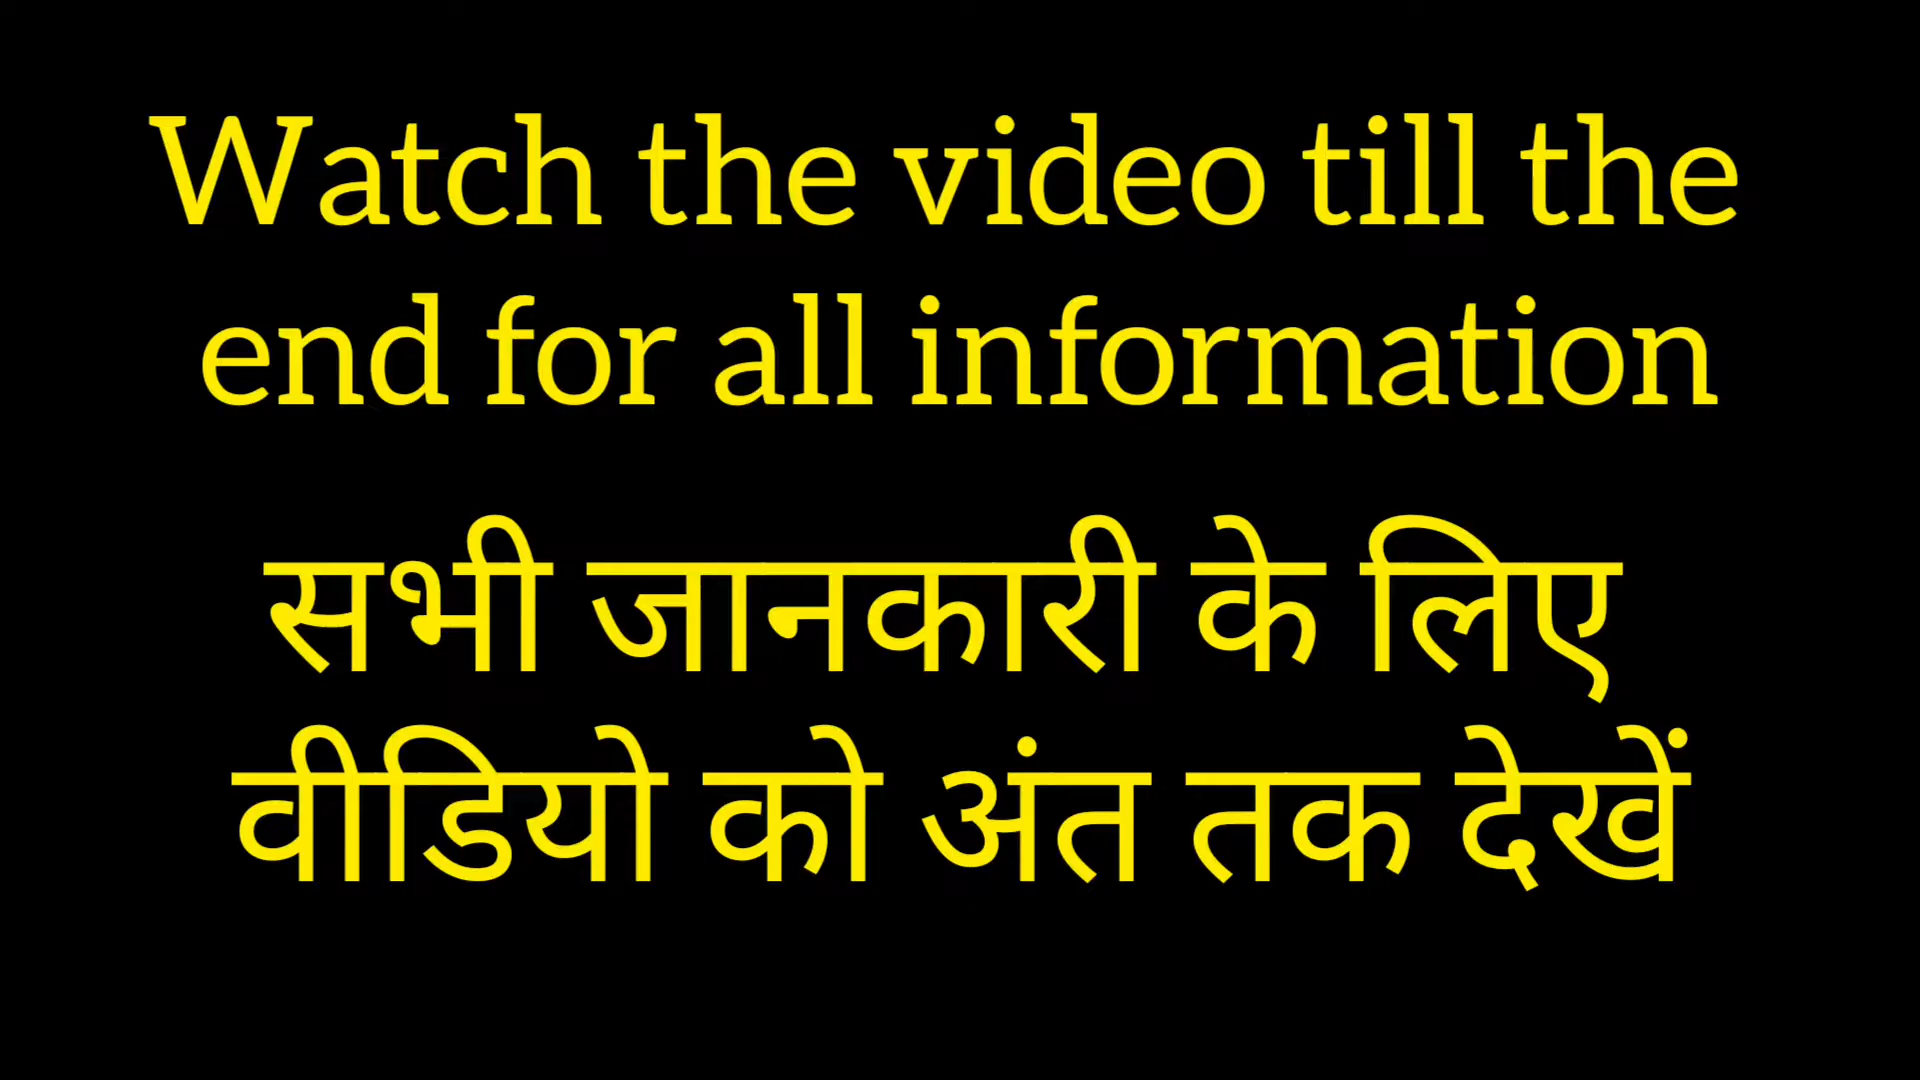 Watch the video till the
end for all information
सभी जानकारी के लिए
वीडियो को अंत तक देखें